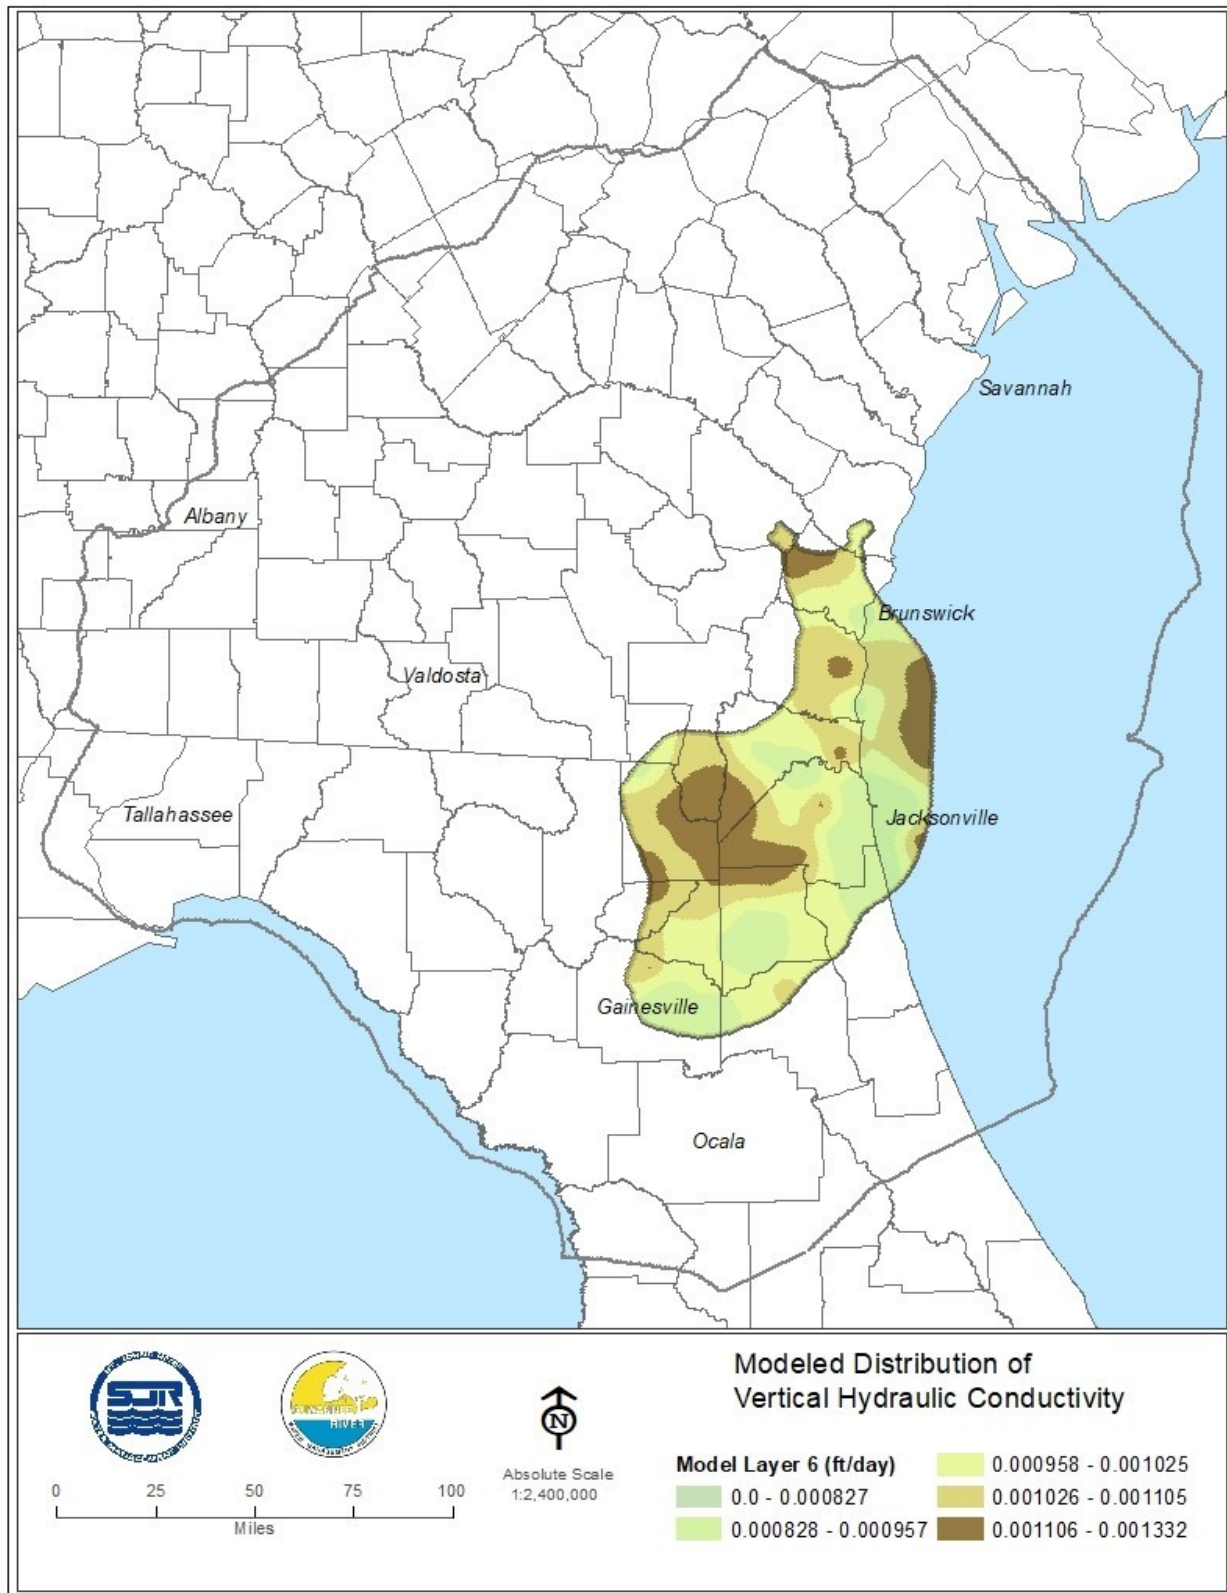 Savannah
Albany
Brunswick
Valdosta
Tallahassee
Jacksonville
Gainesville
Ocala
Modeled Distribution of
Vertical Hydraulic Conductivity
SJR
RIVER
N
Absolute Scale
1:2,400,000
0 25 50 75 100
Miles
Model Layer 6 (ft/day)
0.0 - 0.000827
0.000828 - 0.000957
0.000958 - 0.001025
0.001026 - 0.001105
0.001106 - 0.001332